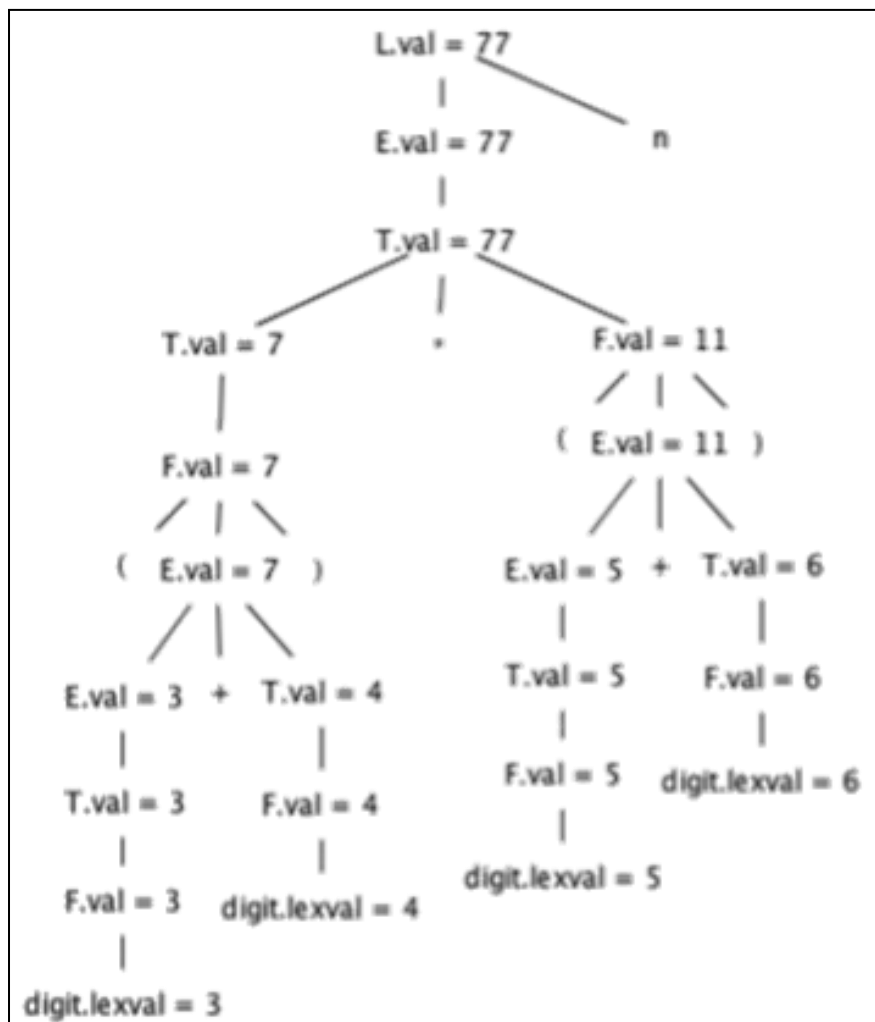 L.val = 77
E.val = 77 n
T.val = 77
T.val = 7 * F.val = 11
( E.val = 11 )
F.val = 7
( E.val = 7 ) E.val = 5 + T.val = 6
E.val = 3 + T.val = 4 T.val = 5 F.val = 6
T.val = 3 F.val = 4 F.val = 5 digit.lexval = 6
F.val = 3 digit.lexval = 4 digit.lexval = 5
digit.lexval = 3